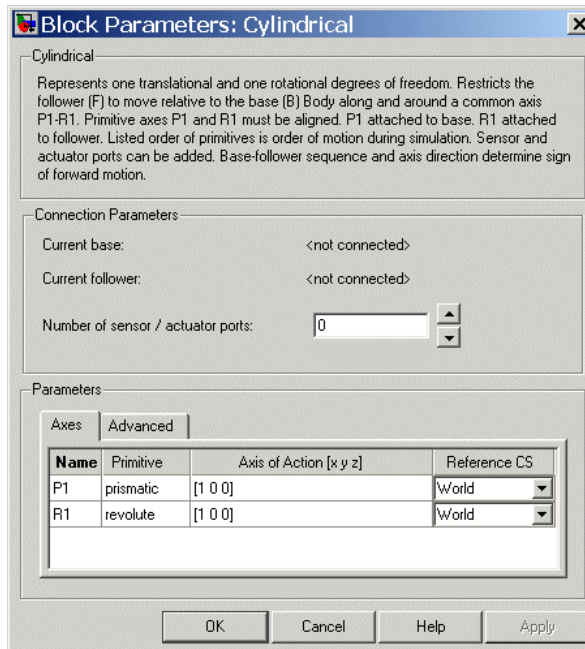 Block Parameters: Cylindrical
Cylindrical
Represents one translational and one rotational degrees of freedom. Restricts the
follower (F) to move relative to the base (B) Body along and around a common axis
P1-R1. Primitive axes P1 and R1 must be aligned. P1 attached to base. R1 attached
to follower. Listed order of primitives is order of motion during simulation. Sensor and
actuator ports can be added. Base-follower sequence and axis direction determine sign
of forward motion.
Connection Parameters
Current base: <not connected>
Current follower: <not connected>
Number of sensor / actuator ports: 0
Parameters
Axes Advanced
Name Primitive Axis of Action [x y z] Reference CS
P1 prismatic [1 0 0] World
R1 revolute [1 0 0] World
OK Cancel Help Apply